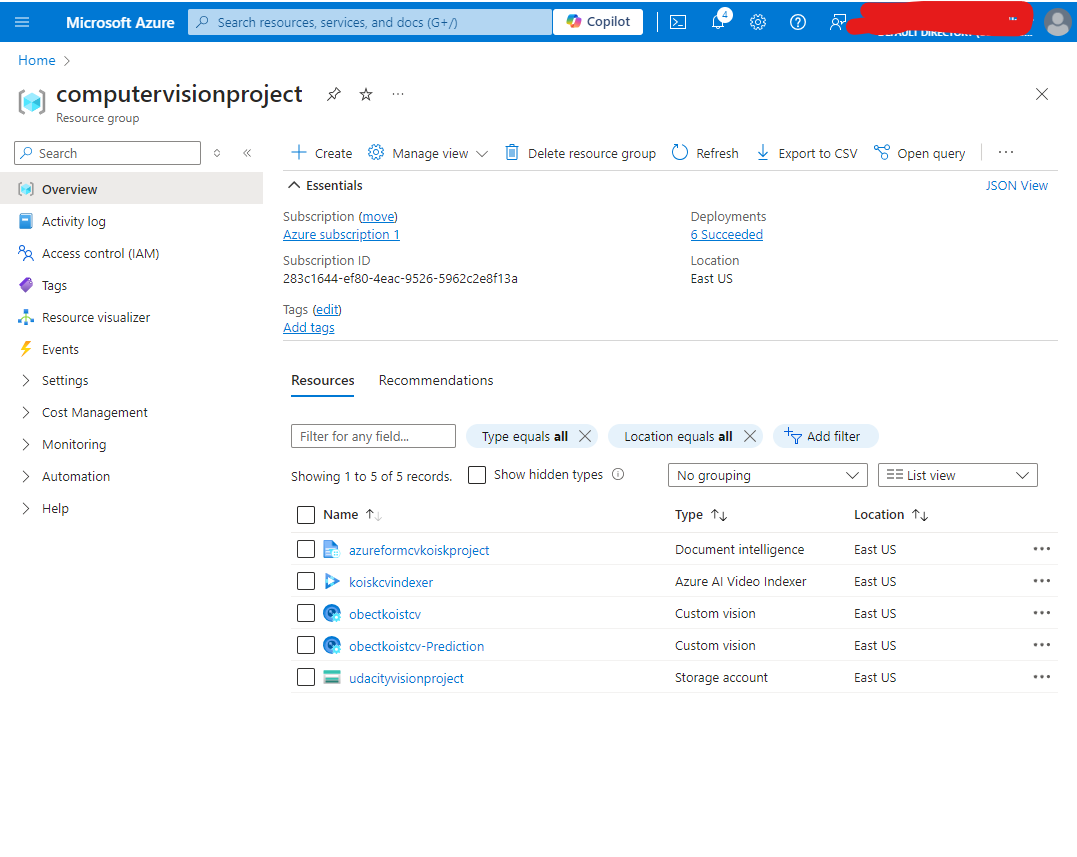 Microsoft Azure
Search resources, services, and docs (G+/)
Copilot
4
Home
computervisionproject
Resource group
Search
Overview
Activity log
Access control (IAM)
Tags
Resource visualizer
Events
Settings
Cost Management
Monitoring
Automation
Help
Create
Manage view
Delete resource group
Refresh
Export to CSV
Open query
Essentials
JSON View
Subscription (move)
Azure subscription 1
Subscription ID
283c1644-ef80-4eac-9526-5962c2e8f13a
Tags (edit)
Add tags
Deployments
6 Succeeded
Location
East US
Resources Recommendations
Filter for any field...
Type equals all
Location equals all
Add filter
Showing 1 to 5 of 5 records.
Show hidden types
No grouping
List view
Name Type Location
azureformcvkoiskproject Document intelligence East US
koiskcvindexer Azure AI Video Indexer East US
obectkoistcv Custom vision East US
obectkoistcv-Prediction Custom vision East US
udacityvisionproject Storage account East US